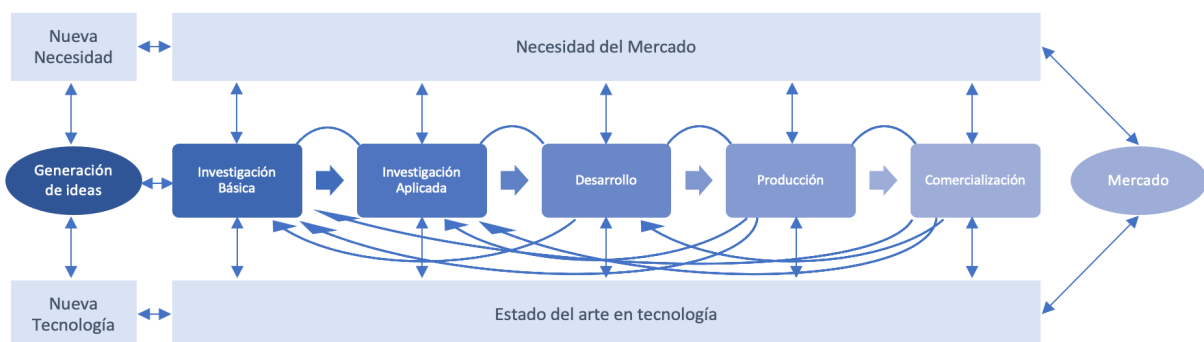 Nueva
Necesidad
Necesidad del Mercado
Generación
de ideas
Investigación
Básica
Investigación
Aplicada
Desarrollo
Producción
Comercialización
Mercado
Nueva
Tecnología
Estado del arte en tecnología